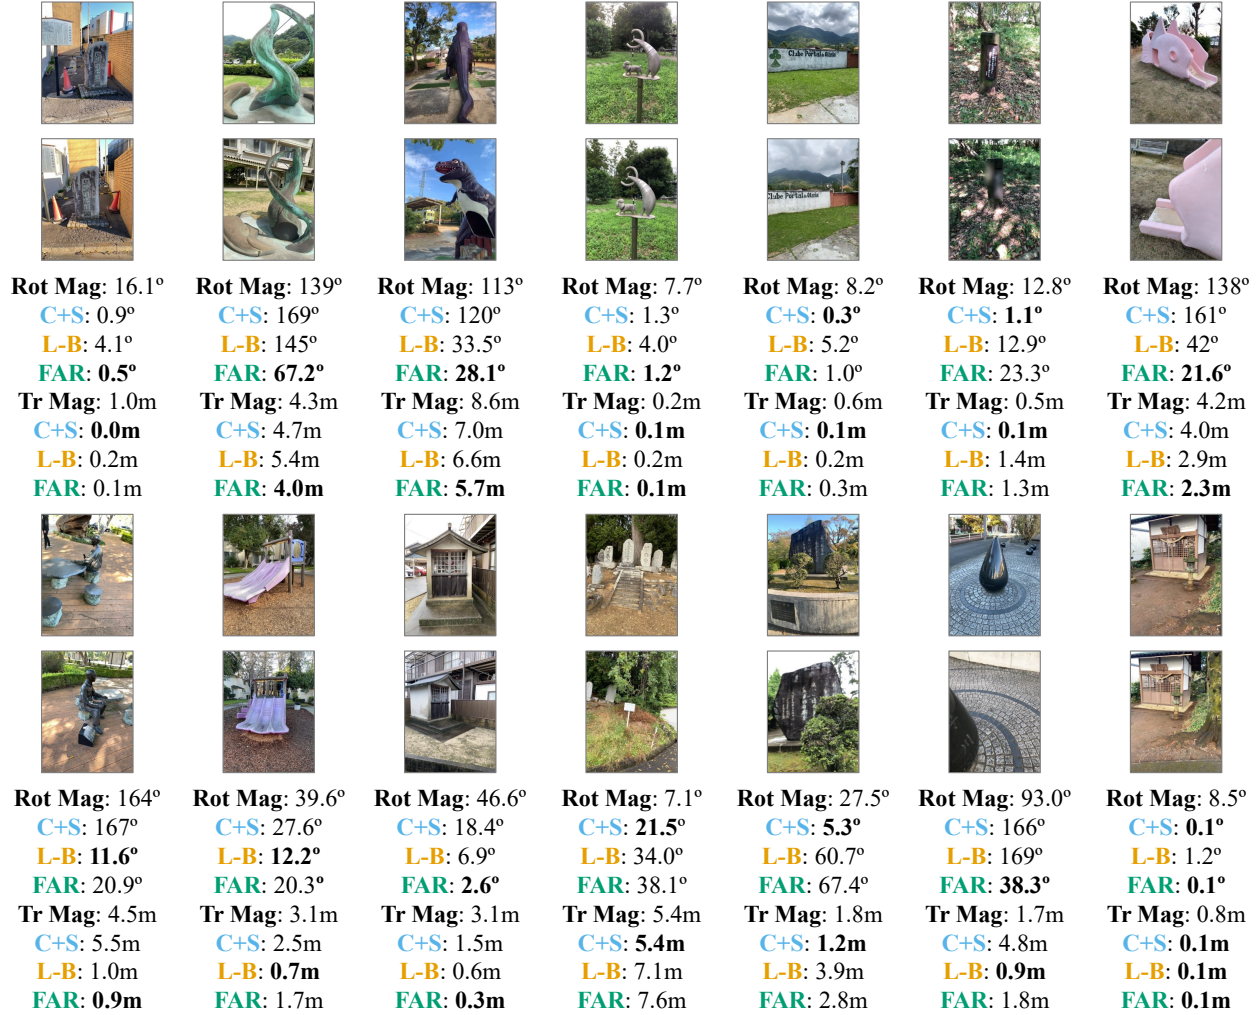 Clube Portal da Olaria
Clube Portal da Olaria
Rot Mag: 16.1º Rot Mag: 139º Rot Mag: 113º Rot Mag: 7.7º Rot Mag: 8.2º Rot Mag: 12.8º Rot Mag: 138º
C+S: 0.9º C+S: 169º C+S: 120º C+S: 1.3º C+S: 0.3º C+S: 1.1º C+S: 161º
L-B: 4.1º L-B: 145º L-B: 33.5º L-B: 4.0º L-B: 5.2º L-B: 12.9º L-B: 42º
FAR: 0.5º FAR: 67.2º FAR: 28.1º FAR: 1.2º FAR: 1.0º FAR: 23.3º FAR: 21.6º
Tr Mag: 1.0m Tr Mag: 4.3m Tr Mag: 8.6m Tr Mag: 0.2m Tr Mag: 0.6m Tr Mag: 0.5m Tr Mag: 4.2m
C+S: 0.0m C+S: 4.7m C+S: 7.0m C+S: 0.1m C+S: 0.1m C+S: 0.1m C+S: 4.0m
L-B: 0.2m L-B: 5.4m L-B: 6.6m L-B: 0.2m L-B: 0.2m L-B: 1.4m L-B: 2.9m
FAR: 0.1m FAR: 4.0m FAR: 5.7m FAR: 0.1m FAR: 0.3m FAR: 1.3m FAR: 2.3m
Rot Mag: 164º Rot Mag: 39.6º Rot Mag: 46.6º Rot Mag: 7.1º Rot Mag: 27.5º Rot Mag: 93.0º Rot Mag: 8.5º
C+S: 167º C+S: 27.6º C+S: 18.4º C+S: 21.5º C+S: 5.3º C+S: 166º C+S: 0.1º
L-B: 11.6º L-B: 12.2º L-B: 6.9º L-B: 34.0º L-B: 60.7º L-B: 169º L-B: 1.2º
FAR: 20.9º FAR: 20.3º FAR: 2.6º FAR: 38.1º FAR: 67.4º FAR: 38.3º FAR: 0.1º
Tr Mag: 4.5m Tr Mag: 3.1m Tr Mag: 3.1m Tr Mag: 5.4m Tr Mag: 1.8m Tr Mag: 1.7m Tr Mag: 0.8m
C+S: 5.5m C+S: 2.5m C+S: 1.5m C+S: 5.4m C+S: 1.2m C+S: 4.8m C+S: 0.1m
L-B: 1.0m L-B: 0.7m L-B: 0.6m L-B: 7.1m L-B: 3.9m L-B: 0.9m L-B: 0.1m
FAR: 0.9m FAR: 1.7m FAR: 0.3m FAR: 7.6m FAR: 2.8m FAR: 1.8m FAR: 0.1m